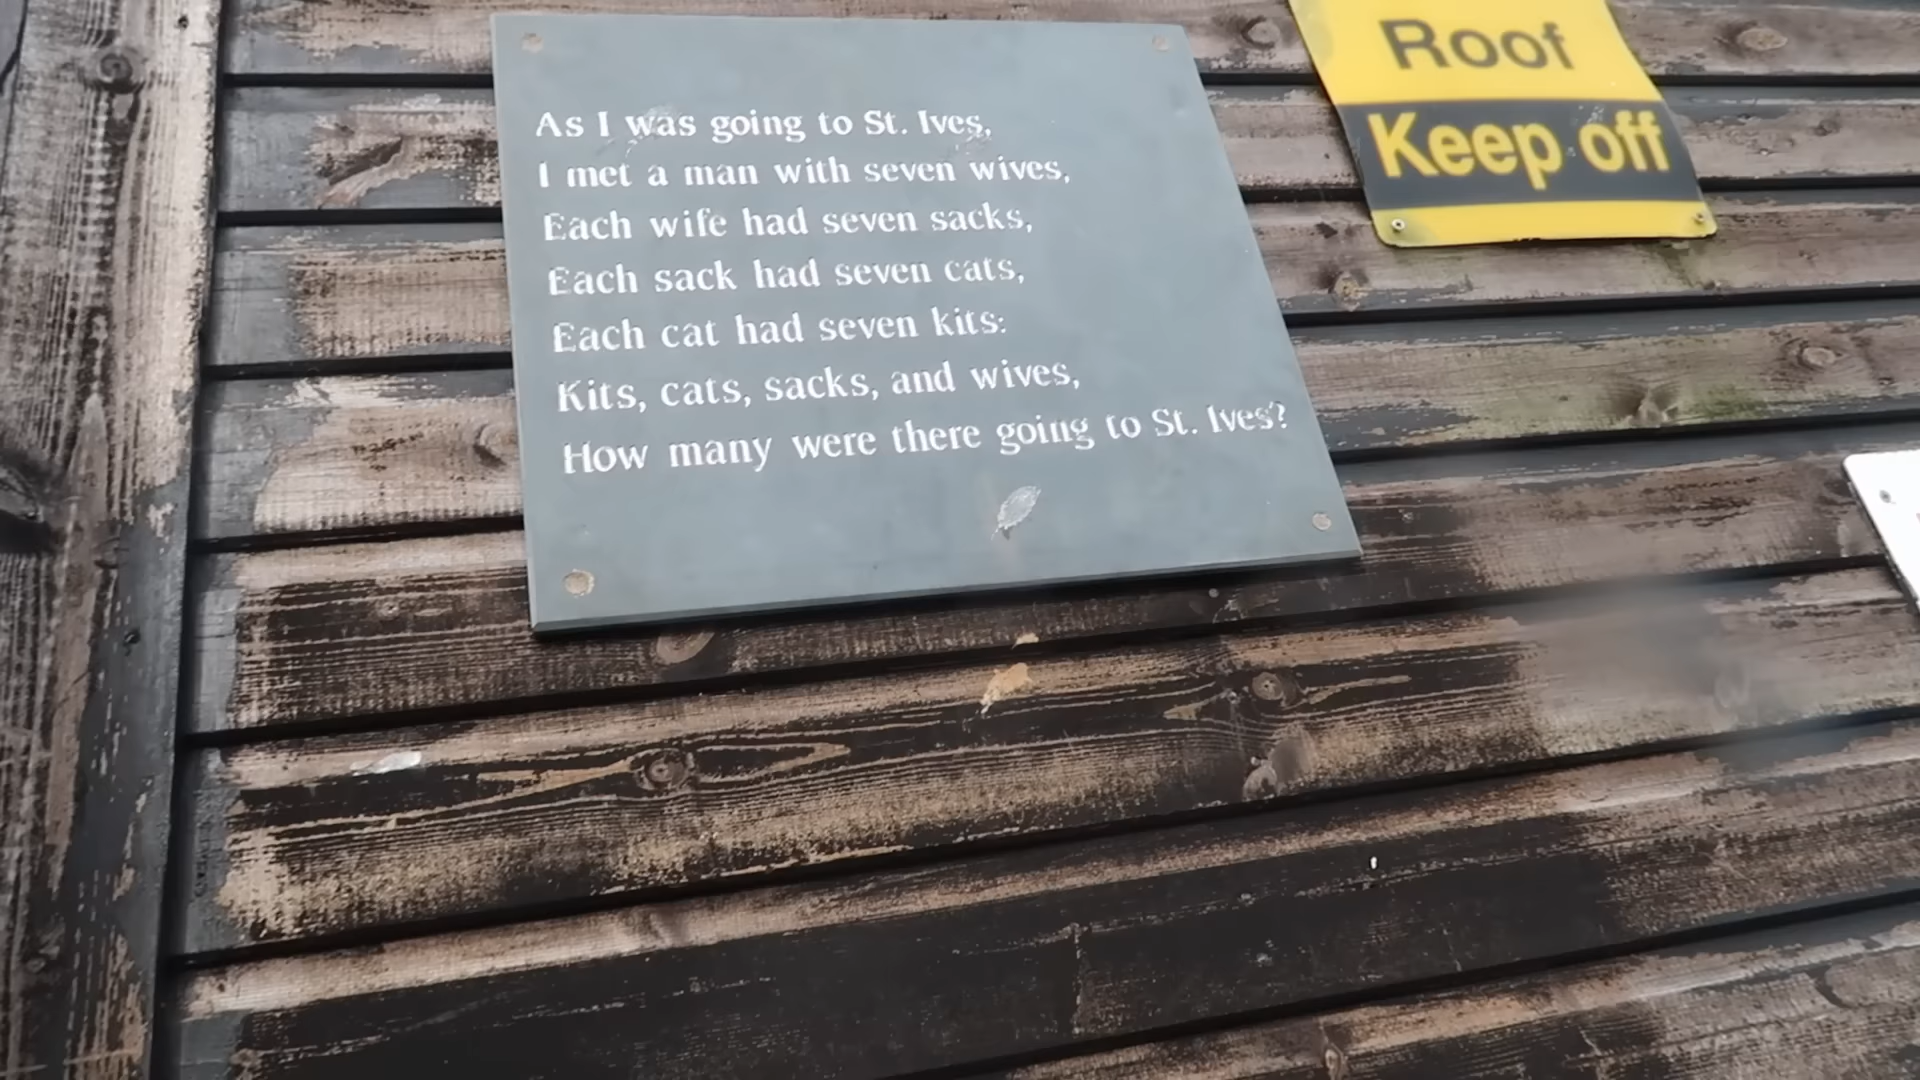 As I was going to St. Ives,
I met a man with seven wives,
Each wife had seven sacks,
Each sack had seven cats,
Each cat had seven kits:
Kits, cats, sacks, and wives,
How many were there going to St. Ives?
Roof
Keep off